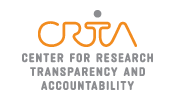 CRTA
CENTER FOR RESEARCH
TRANSPARENCY AND
ACCOUNTABILITY